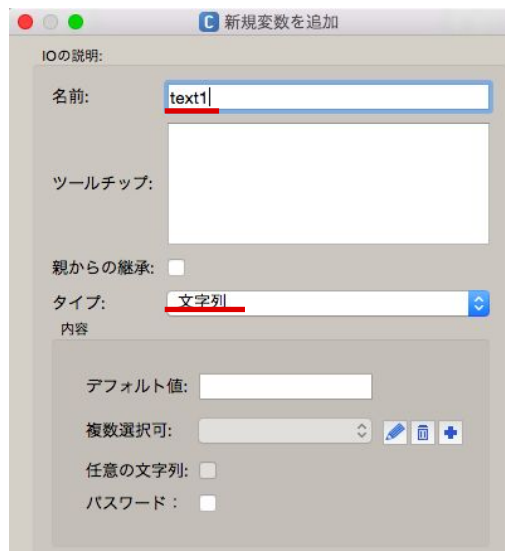 新規変数を追加
IOの説明:
名前: text1
ツールチップ:
親からの継承:
タイプ: 文字列
内容
デフォルト値:
複数選択可:
任意の文字列:
パスワード：